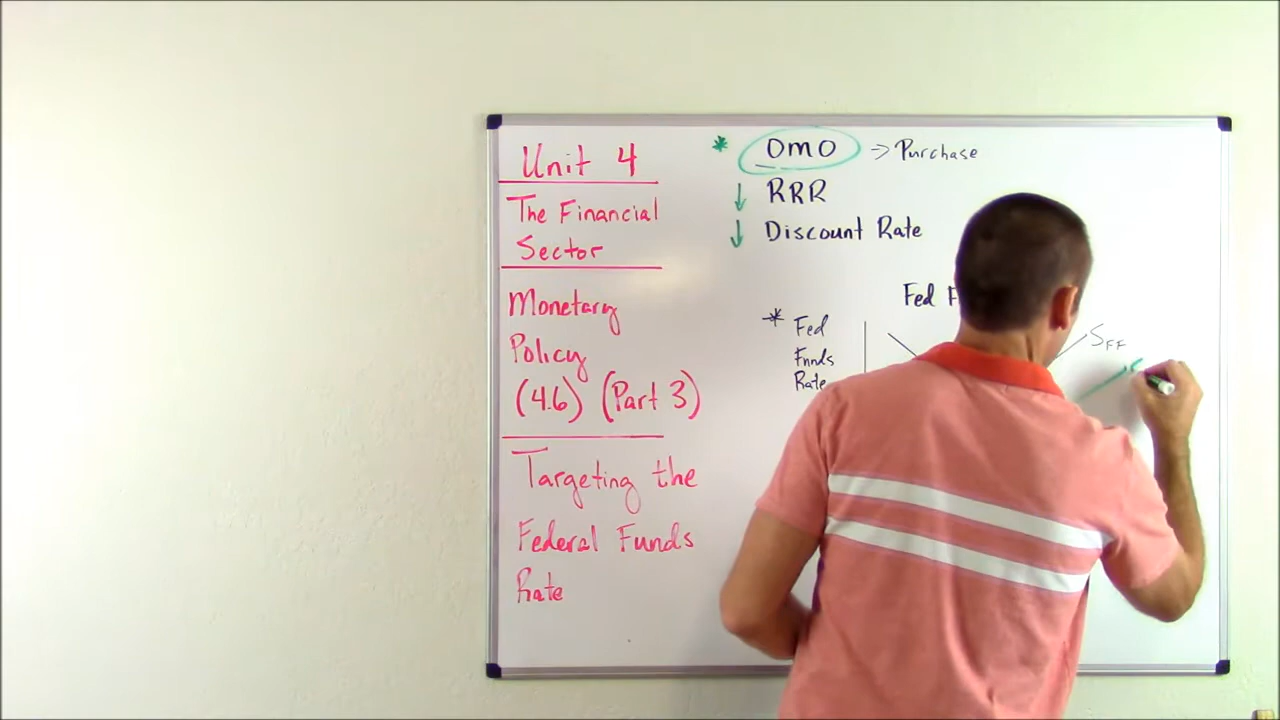 Unit 4
The Financial
Sector
Monetary
Policy
(4.6) (Part 3)
Targeting the
Federal Funds
Rate
* OMO -> Purchase
↓ RRR
↓ Discount Rate
Fed
* Fed
Funds
Rate
SFF